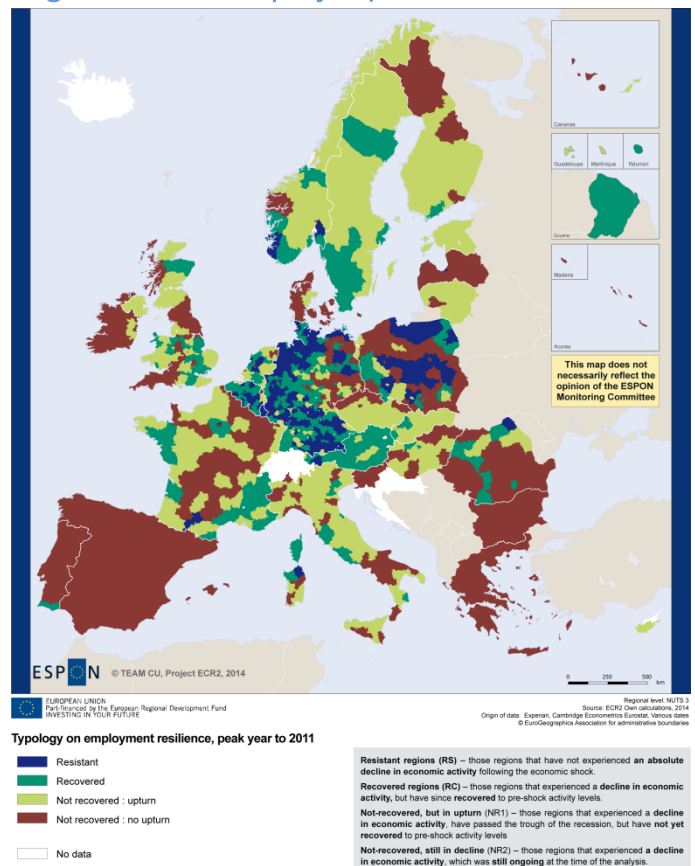 Canarias
Guadeloupe
Martinique
Réunion
Guyane
Madeira
Acores
This map does not
necessarily reflect the
opinion of the ESPON
Monitoring Committee
ESPON
© TEAM CU, Project ECR2, 2014
0 250 500
km
EUROPEAN UNION
Part-financed by the European Regional Development Fund
INVESTING IN YOUR FUTURE
Regional level: NUTS 3
Source: ECR2 Own calculations, 2014
Origin of data: Experian, Cambridge Econometrics Eurostat, Various dates
© EuroGeographics Association for administrative boundaries
Typology on employment resilience, peak year to 2011
Resistant
Recovered
Not recovered : upturn
Not recovered : no upturn
No data
Resistant regions (RS) – those regions that have not experienced an absolute
decline in economic activity following the economic shock.
Recovered regions (RC) – those regions that experienced a decline in economic
activity, but have since recovered to pre-shock activity levels.
Not-recovered, but in upturn (NR1) – those regions that experienced a decline
in economic activity, have passed the trough of the recession, but have not yet
recovered to pre-shock activity levels
Not-recovered, still in decline (NR2) – those regions that experienced a decline
in economic activity, which was still ongoing at the time of the analysis.